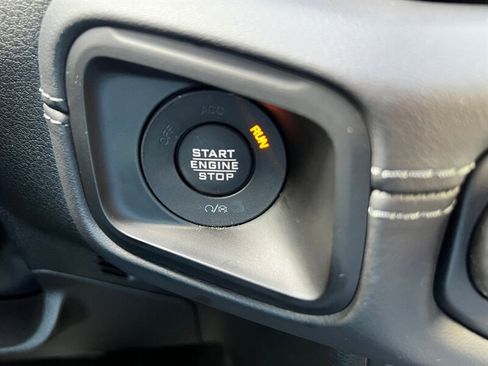 ACC
OFF
RUN
START
ENGINE
STOP